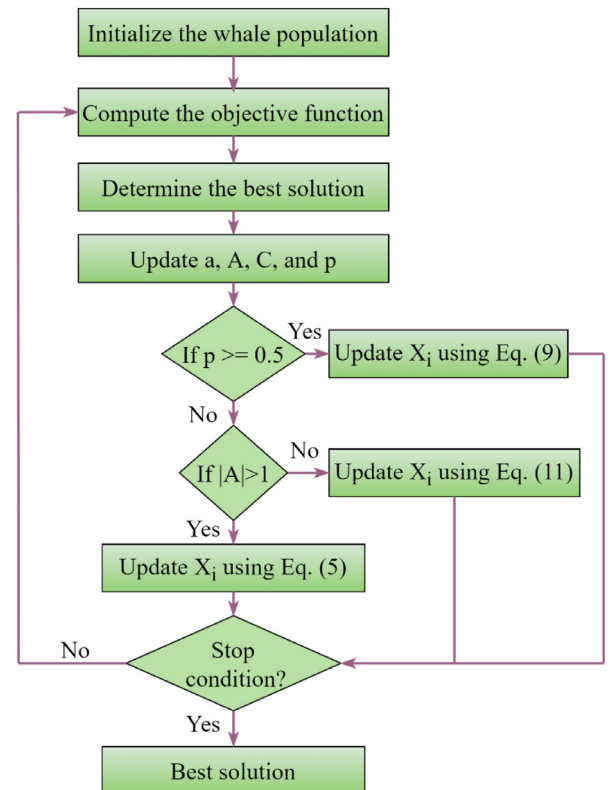 Initialize the whale population
Compute the objective function
Determine the best solution
Update a, A, C, and p
If p >= 0.5
Yes
Update Xi using Eq. (9)
No
If |A|>1
No
Update Xi using Eq. (11)
Yes
Update Xi using Eq. (5)
Stop
condition?
No
Yes
Best solution